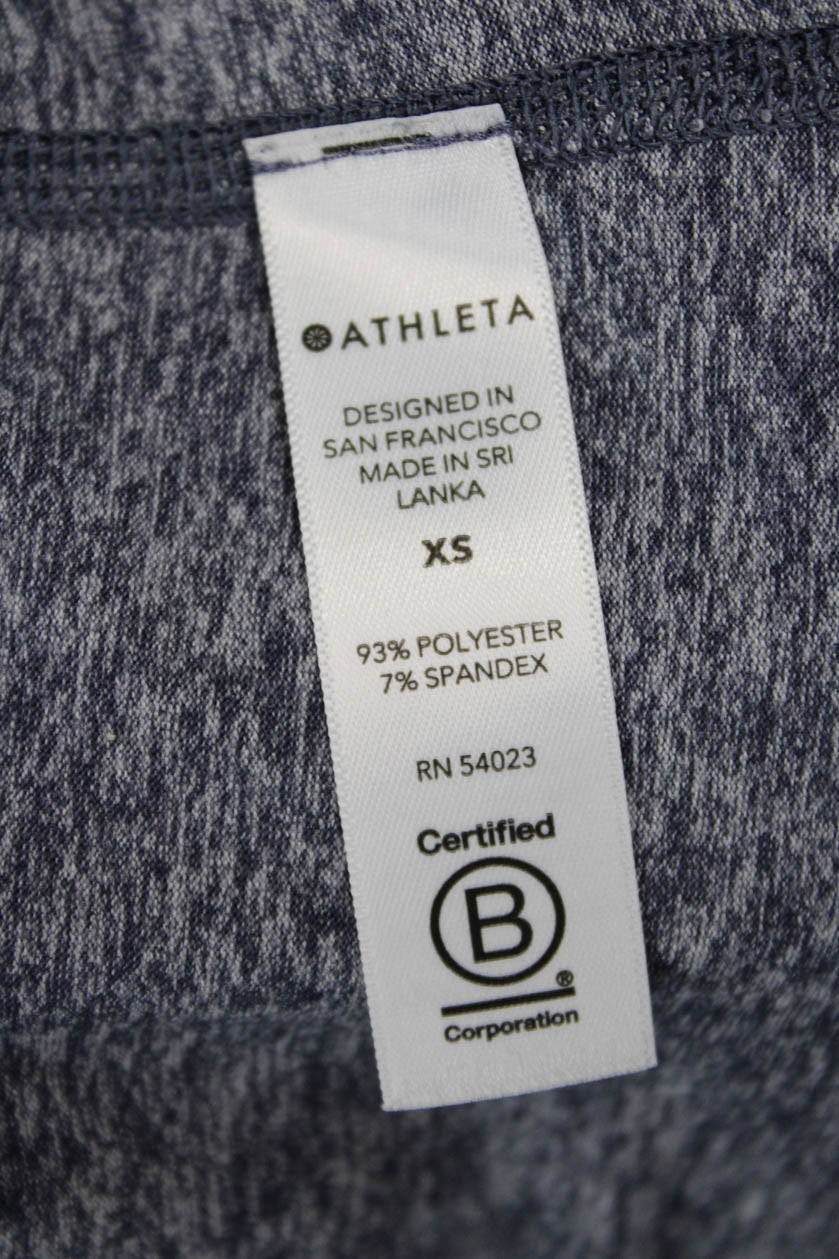 ATHLETA
DESIGNED IN
SAN FRANCISCO
MADE IN SRI
LANKA
XS
93% POLYESTER
7% SPANDEX
RN 54023
Certified
B
®
Corporation